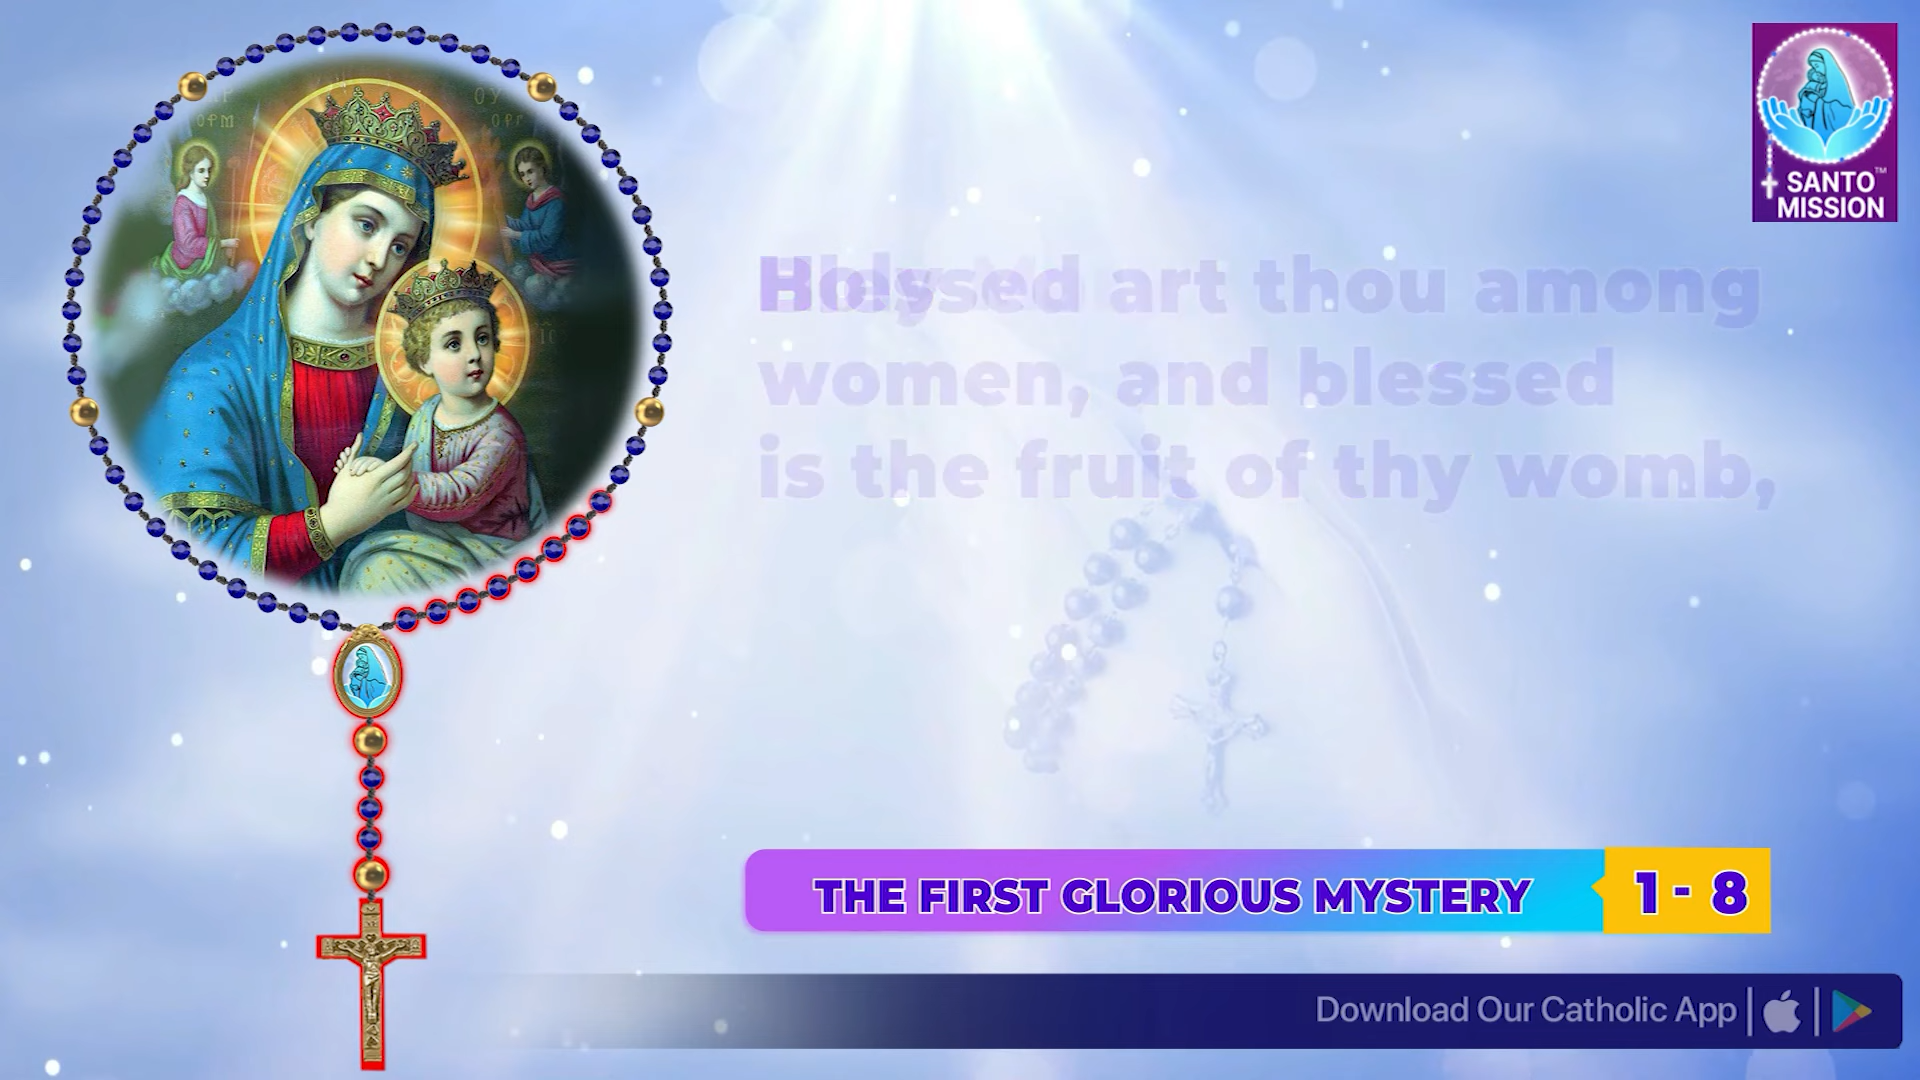 SANTO™
MISSION
Blessed art thou among
women, and blessed
is the fruit of thy womb,
THE FIRST GLORIOUS MYSTERY 1 - 8
Download Our Catholic App